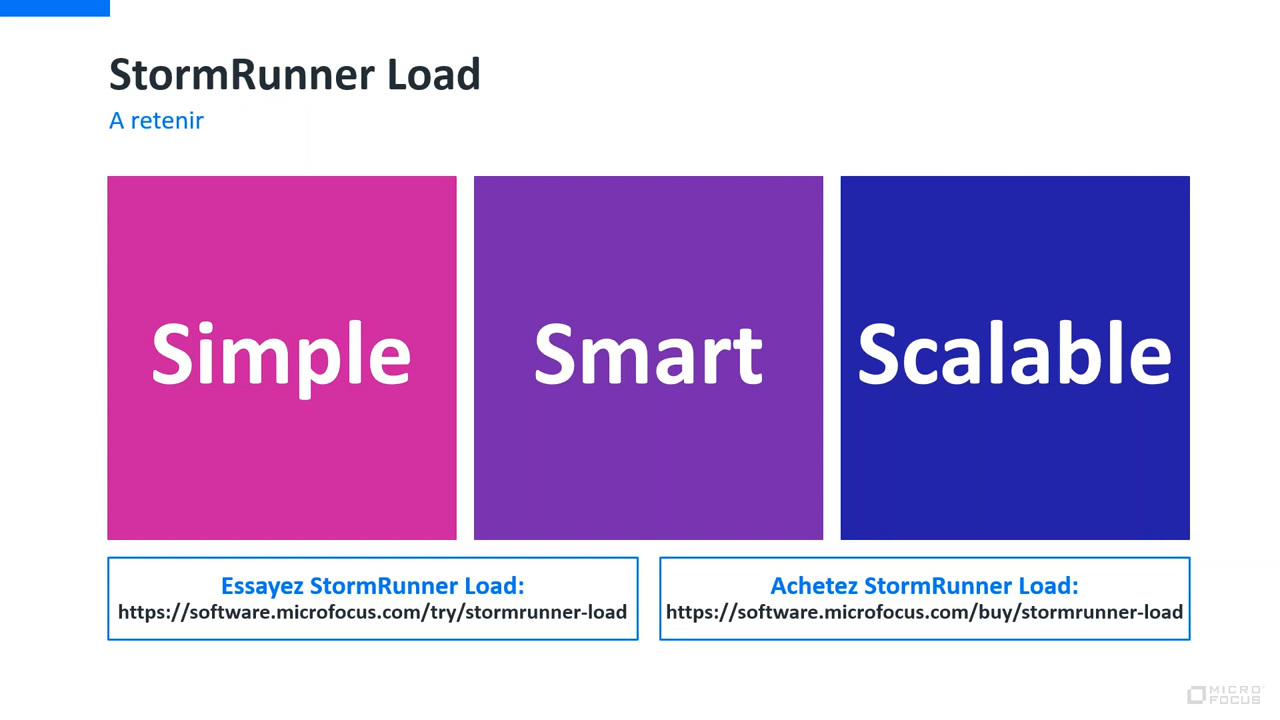 StormRunner Load
A retenir
Simple
Smart
Scalable
Essayez StormRunner Load:
https://software.microfocus.com/try/stormrunner-load
Achetez StormRunner Load:
https://software.microfocus.com/buy/stormrunner-load
MICRO
FOCUS